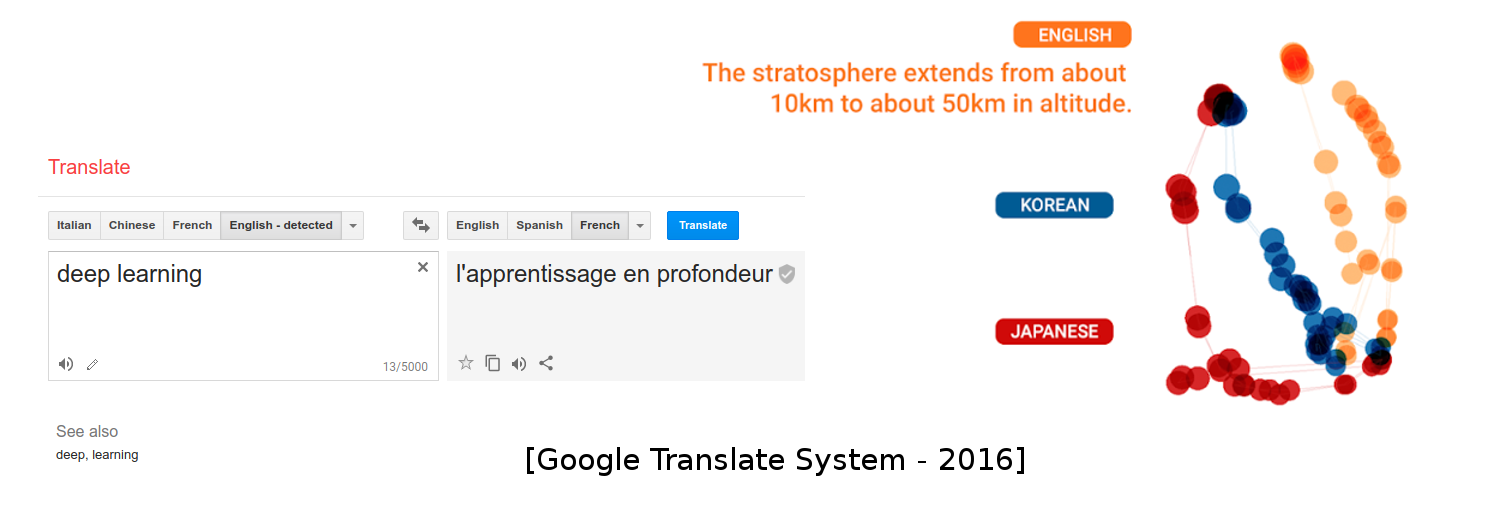 ENGLISH
The stratosphere extends from about
10km to about 50km in altitude.
Translate
Italian Chinese French English - detected
English Spanish French Translate
KOREAN
deep learning
l'apprentissage en profondeur
JAPANESE
13/5000
See also
deep, learning
[Google Translate System - 2016]